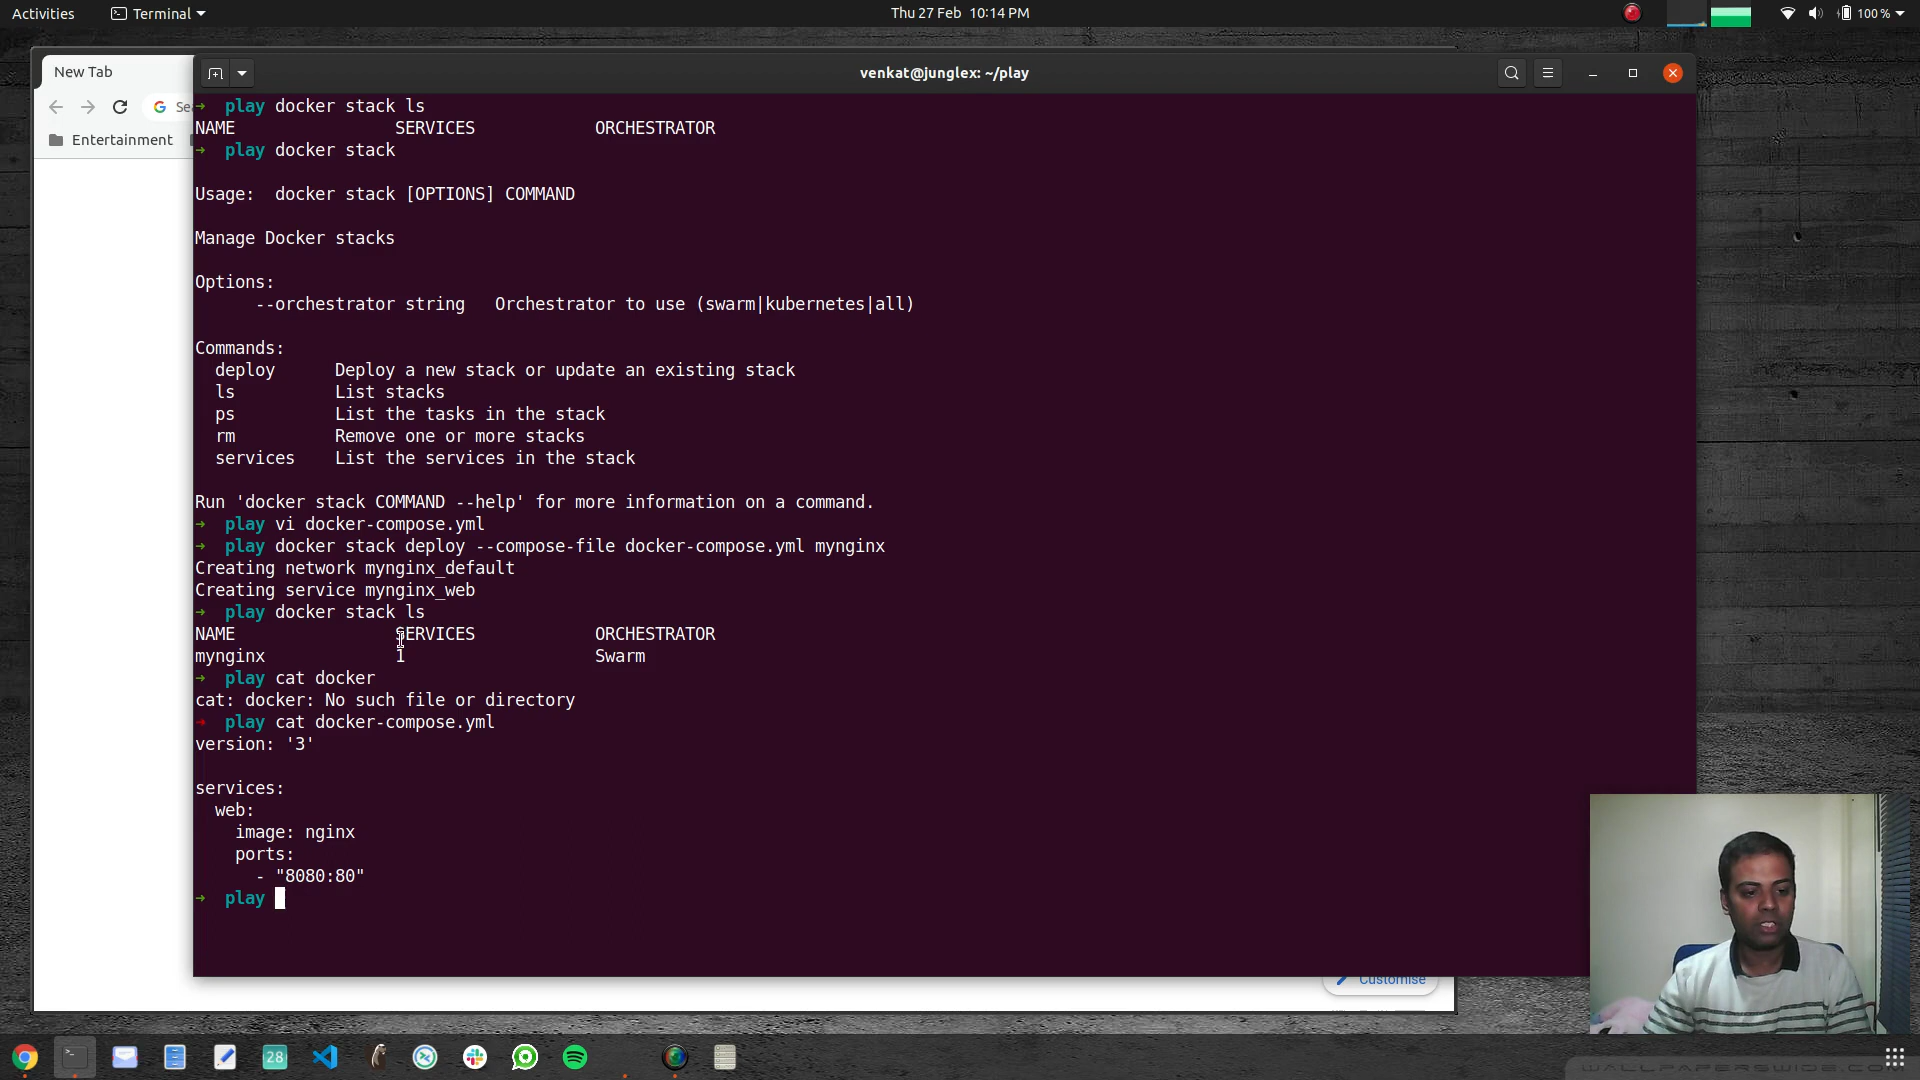 Activities
Terminal
Thu 27 Feb 10:14 PM
100 %
New Tab
venkat@junglex: ~/play
Sea
Entertainment
➜ play docker stack ls
NAME SERVICES ORCHESTRATOR
➜ play docker stack
Usage: docker stack [OPTIONS] COMMAND
Manage Docker stacks
Options:
--orchestrator string Orchestrator to use (swarm|kubernetes|all)
Commands:
deploy Deploy a new stack or update an existing stack
ls List stacks
ps List the tasks in the stack
rm Remove one or more stacks
services List the services in the stack
Run 'docker stack COMMAND --help' for more information on a command.
➜ play vi docker-compose.yml
➜ play docker stack deploy --compose-file docker-compose.yml mynginx
Creating network mynginx_default
Creating service mynginx_web
➜ play docker stack ls
NAME SERVICES ORCHESTRATOR
mynginx 1 Swarm
➜ play cat docker
cat: docker: No such file or directory
➜ play cat docker-compose.yml
version: '3'
services:
web:
image: nginx
ports:
- "8080:80"
➜ play
Customise
28
WALLPAPERSWIDE.COM